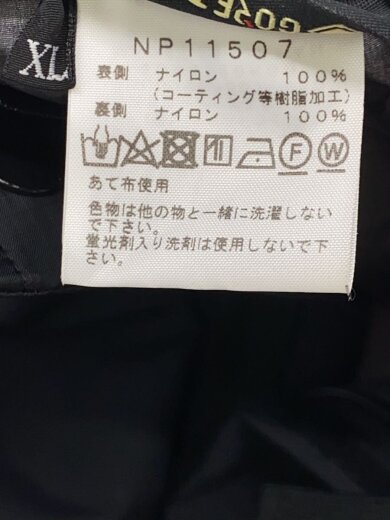 GORE-T
XL
NP11507
表側 ナイロン 100%
(コーティング等樹脂加工)
裏側 ナイロン 100%
F W
あて布使用
色物は他の物と一緒に洗濯しない
で下さい。
蛍光剤入り洗剤は使用しないで下
さい。